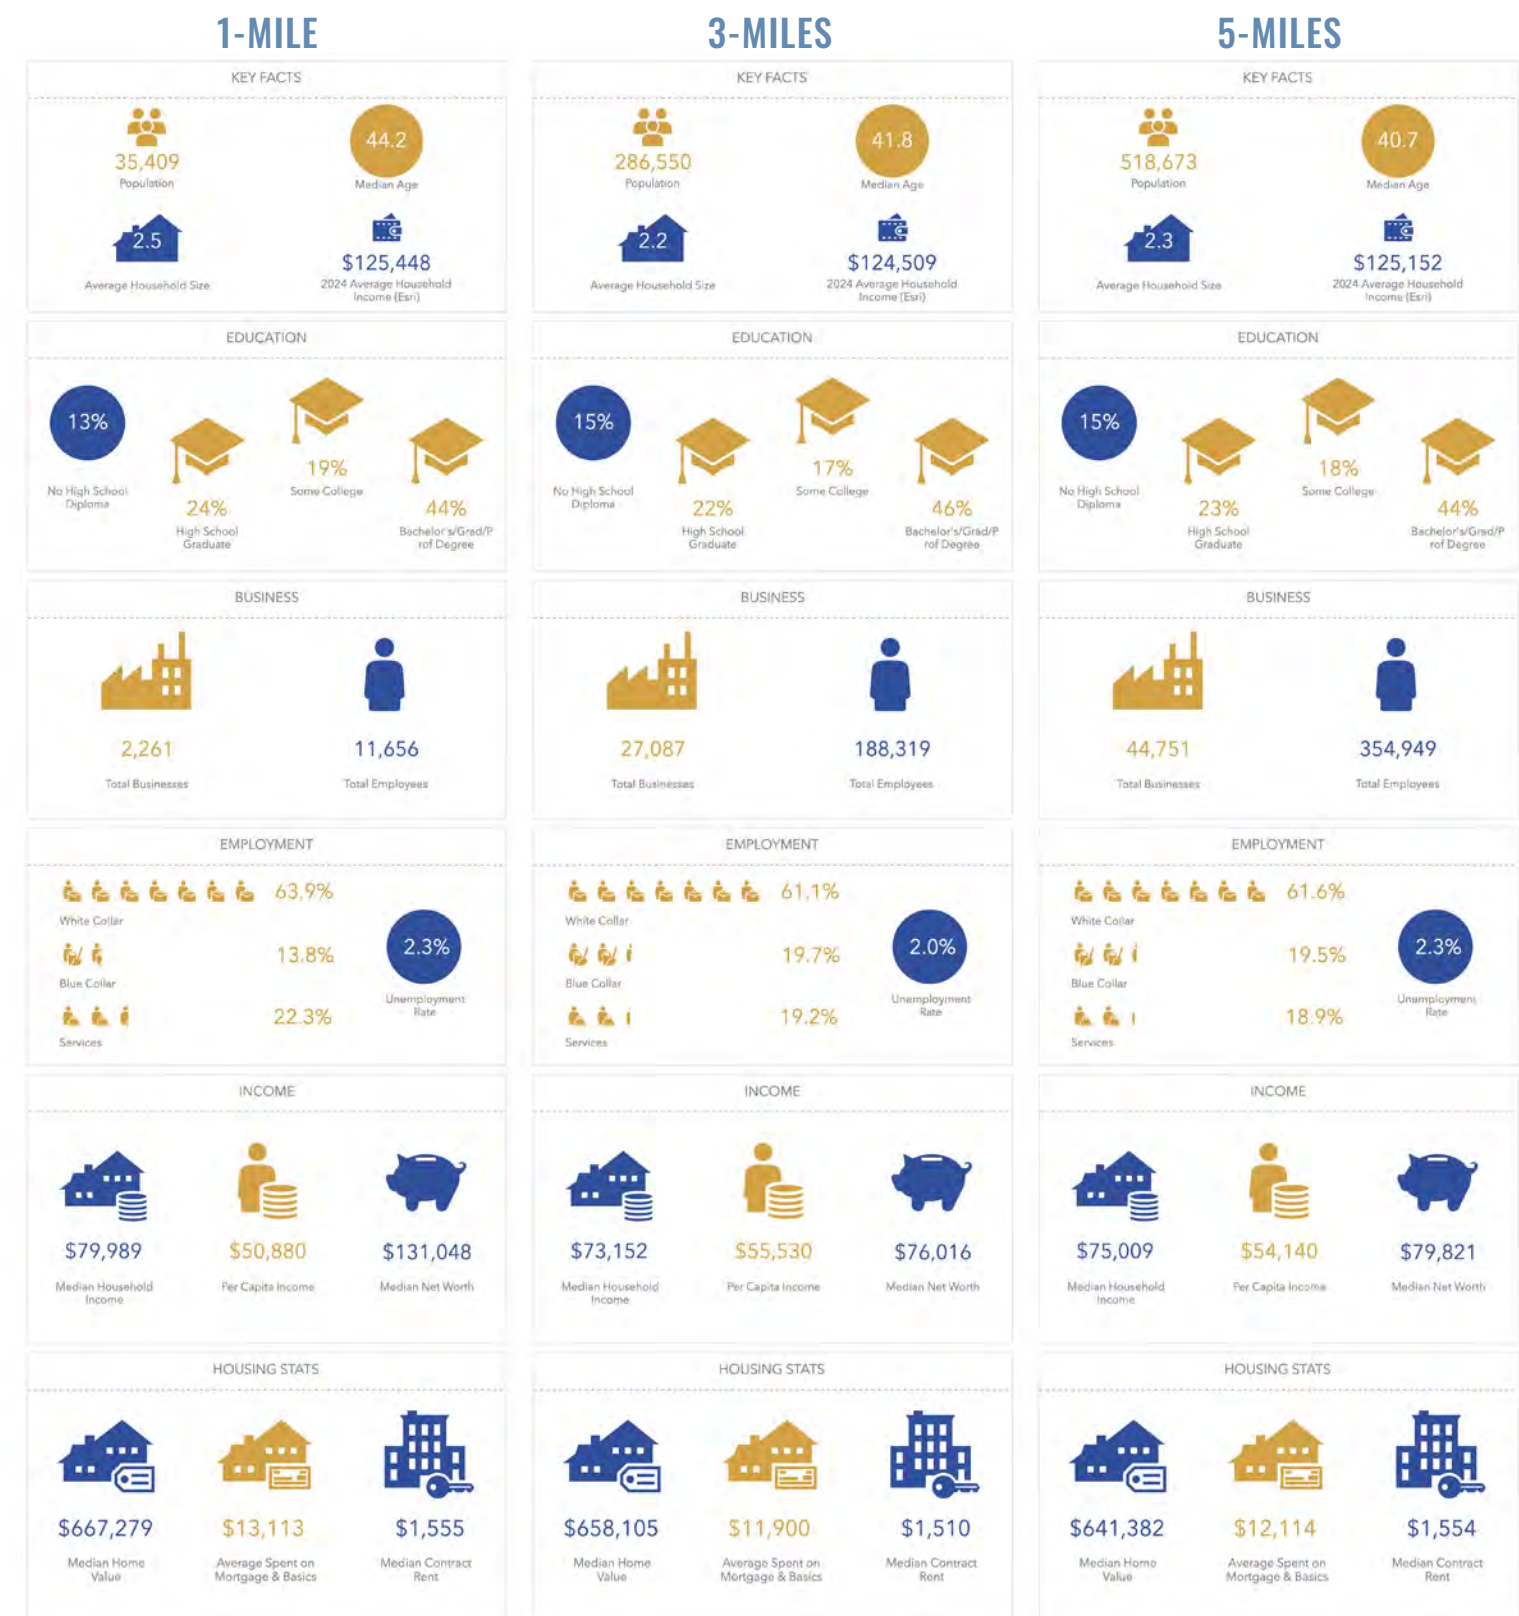 1-MILE
KEY FACTS
35,409
Population
44.2
Median Age
2.5
Average Household Size
$125,448
2024 Average Household
Income (Esri)
EDUCATION
13%
No High School
Diploma
24%
High School
Graduate
19%
Some College
44%
Bachelor's/Grad/P
rof Degree
BUSINESS
2,261
Total Businesses
11,656
Total Employees
EMPLOYMENT
63.9%
White Collar
13.8%
Blue Collar
22.3%
Services
2.3%
Unemployment
Rate
INCOME
$79,989
Median Household
Income
$50,880
Per Capita Income
$131,048
Median Net Worth
HOUSING STATS
$667,279
Median Home
Value
$13,113
Average Spent on
Mortgage & Basics
$1,555
Median Contract
Rent
3-MILES
KEY FACTS
286,550
Population
41.8
Median Age
2.2
Average Household Size
$124,509
2024 Average Household
Income (Esri)
EDUCATION
15%
No High School
Diploma
22%
High School
Graduate
17%
Some College
46%
Bachelor's/Grad/P
rof Degree
BUSINESS
27,087
Total Businesses
188,319
Total Employees
EMPLOYMENT
61.1%
White Collar
19.7%
Blue Collar
19.2%
Services
2.0%
Unemployment
Rate
INCOME
$73,152
Median Household
Income
$55,530
Per Capita Income
$76,016
Median Net Worth
HOUSING STATS
$658,105
Median Home
Value
$11,900
Average Spent on
Mortgage & Basics
$1,510
Median Contract
Rent
5-MILES
KEY FACTS
518,673
Population
40.7
Median Age
2.3
Average Household Size
$125,152
2024 Average Household
Income (Esri)
EDUCATION
15%
No High School
Diploma
23%
High School
Graduate
18%
Some College
44%
Bachelor's/Grad/P
rof Degree
BUSINESS
44,751
Total Businesses
354,949
Total Employees
EMPLOYMENT
61.6%
White Collar
19.5%
Blue Collar
18.9%
Services
2.3%
Unemployment
Rate
INCOME
$75,009
Median Household
Income
$54,140
Per Capita Income
$79,821
Median Net Worth
HOUSING STATS
$641,382
Median Home
Value
$12,114
Average Spent on
Mortgage & Basics
$1,554
Median Contract
Rent